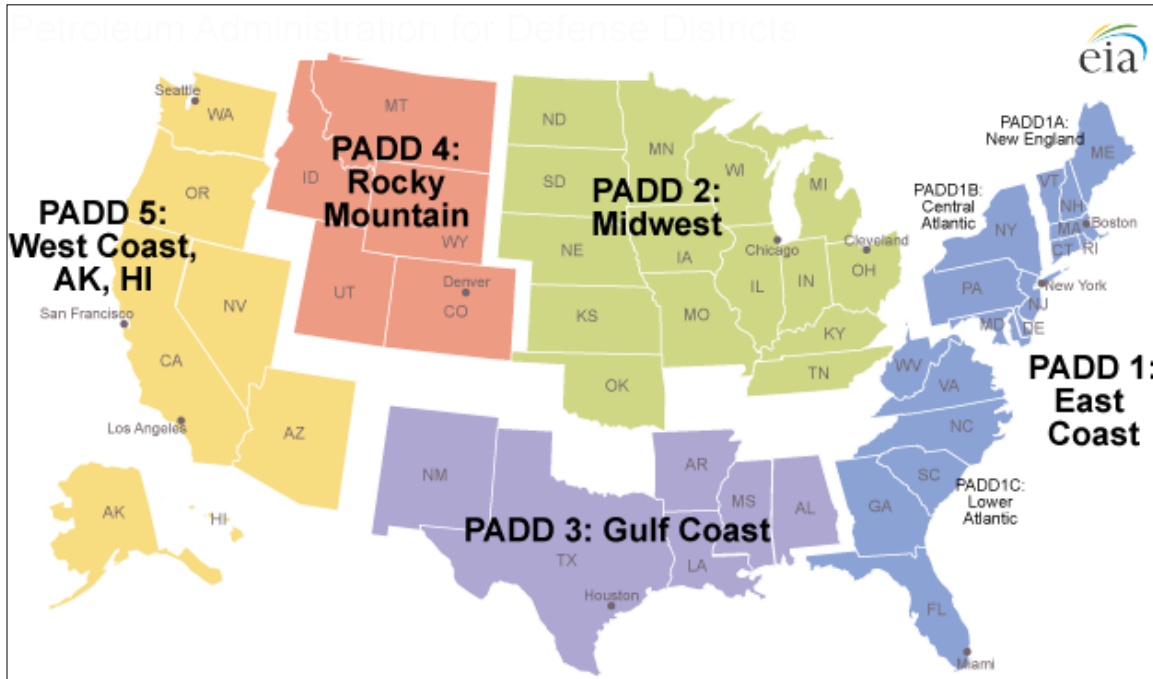 Petroleum Administration for Defense Districts
eia
Seattle
WA
MT
ND
MN
PADD1A:
New England
ME
PADD 4:
Rocky
Mountain
ID
OR
SD
WI
MI
VT
NH
PADD 2:
Midwest
PADD1B:
Central
Atlantic
NY
MA
Boston
CT
RI
PADD 5:
West Coast,
AK, HI
WY
NE
IA
Chicago
Cleveland
OH
IL
IN
PA
New York
NJ
MD
DE
UT
Denver
CO
San Francisco
NV
KS
MO
KY
WV
VA
CA
TN
PADD 1:
East
Coast
OK
NC
Los Angeles
AZ
NM
AR
SC
PADD1C:
Lower
Atlantic
MS
AL
GA
AK
HI
PADD 3: Gulf Coast
TX
LA
Houston
FL
Miami